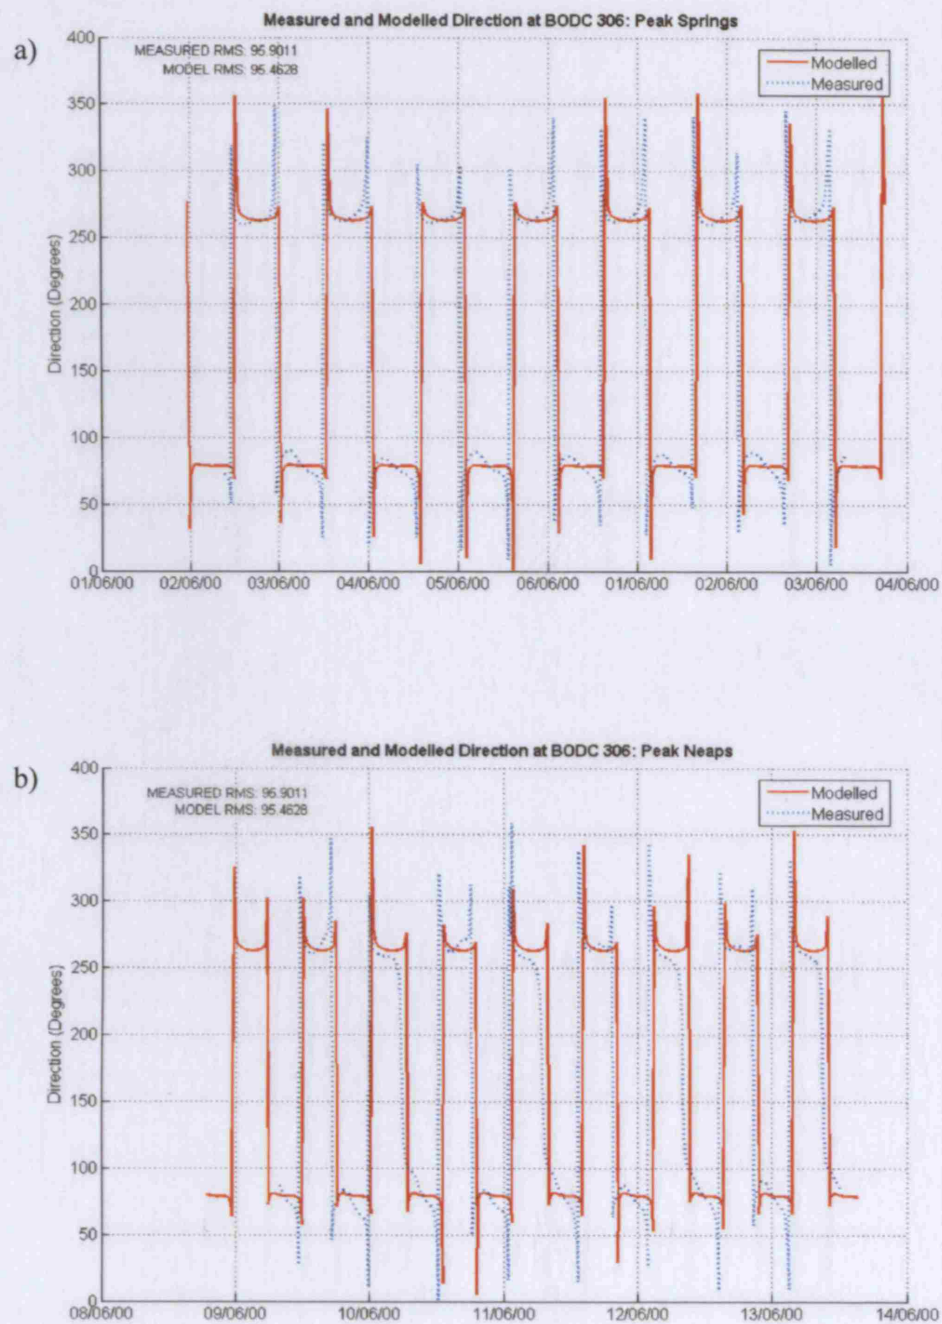 Measured and Modelled Direction at BODC 306: Peak Springs
a)
400
MEASURED RMS: 95.9011
MODEL RMS: 95.4628
Modelled
Measured
350
300
250
200
150
100
50
0
Direction (Degrees)
01/06/00 02/06/00 03/06/00 04/06/00 05/06/00 06/06/00 01/06/00 02/06/00 03/06/00 04/06/00
Measured and Modelled Direction at BODC 306: Peak Neaps
b)
400
MEASURED RMS: 95.9011
MODEL RMS: 95.4628
Modelled
Measured
350
300
250
200
150
100
50
0
Direction (Degrees)
08/06/00 09/06/00 10/06/00 11/06/00 12/06/00 13/06/00 14/06/00